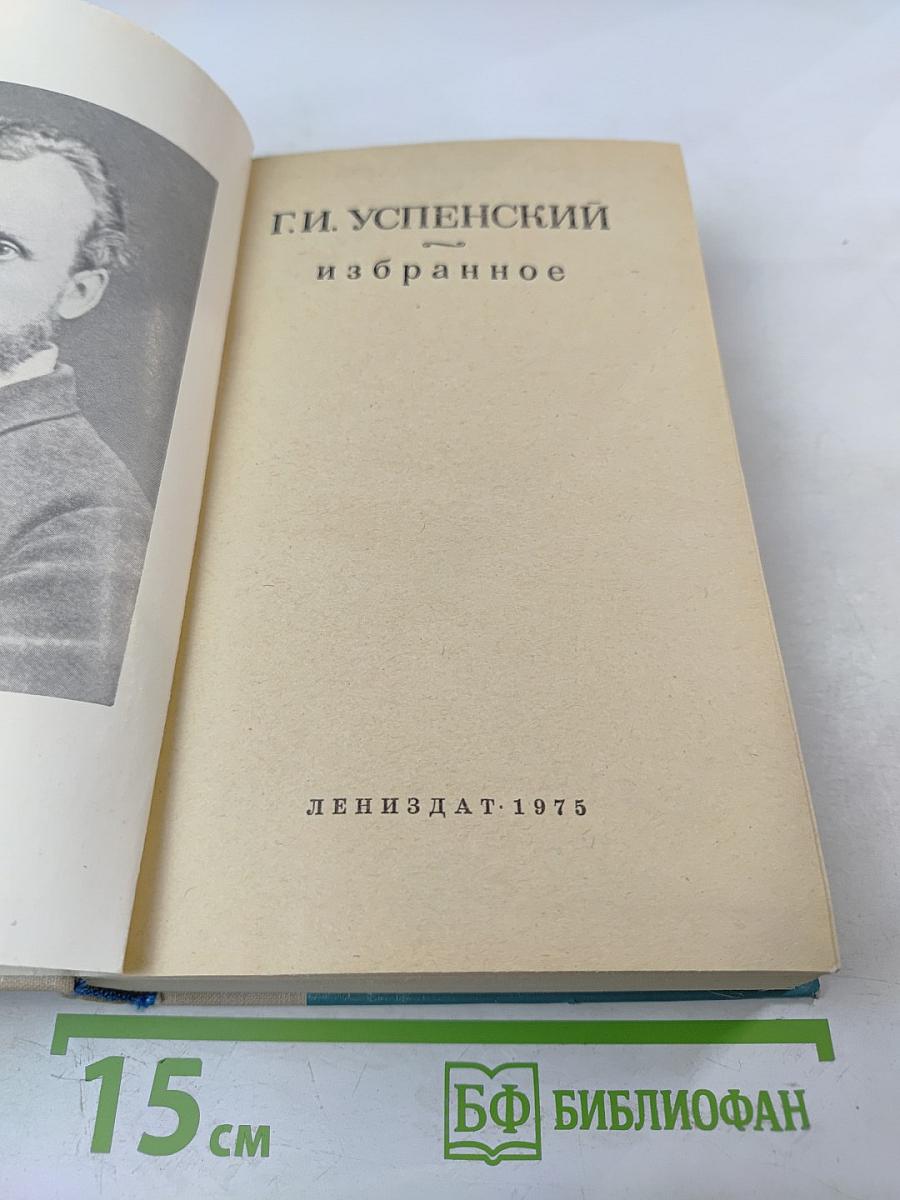 Г.И. УСПЕНСКИЙ
избранное
ЛЕНИЗДАТ·1975
15 см
БФ БИБЛИОФАН